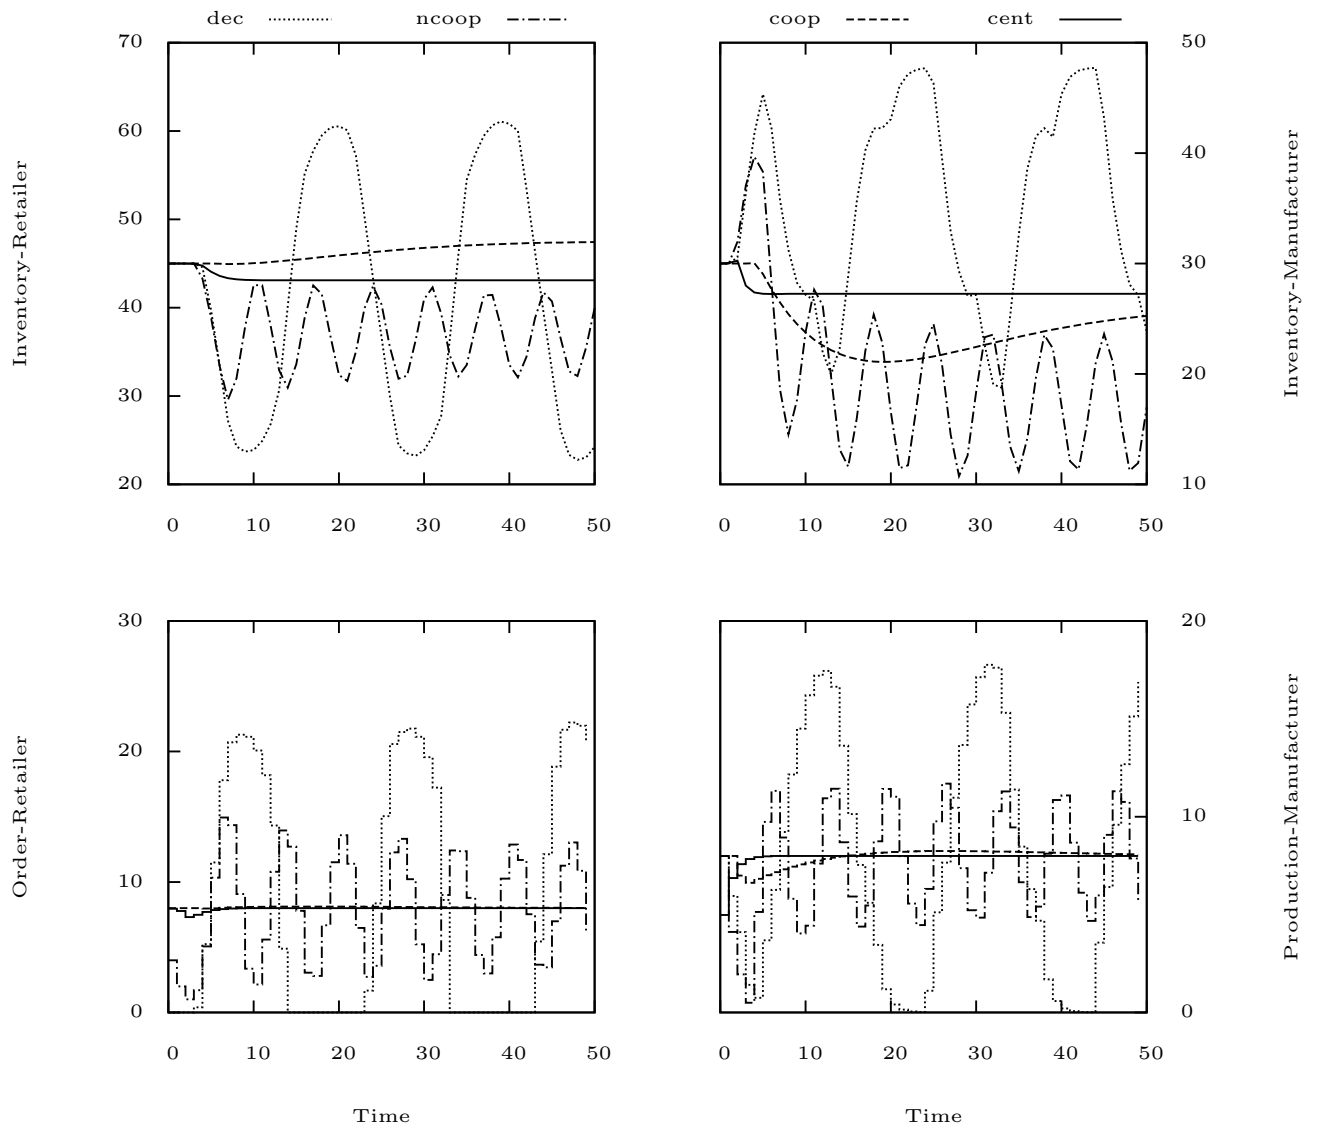 dec ncoop coop cent
70 50
60
50 40
40 30
30 20
20 10
Inventory-Retailer
Inventory-Manufacturer
0 10 20 30 40 50 0 10 20 30 40 50
30 20
20
10 10
0 0
Order-Retailer
Production-Manufacturer
0 10 20 30 40 50 0 10 20 30 40 50
Time Time